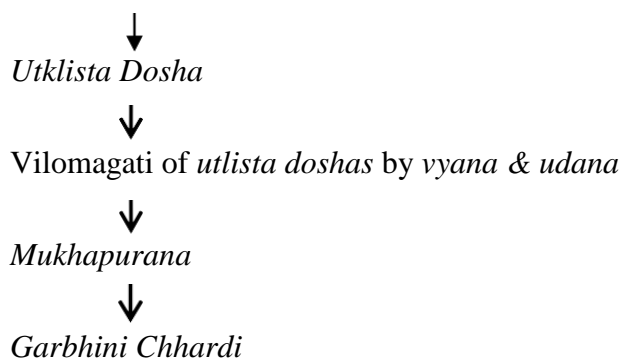 Utklista Dosha
Vilomagati of utlista doshas by vyana & udana
Mukhapurana
Garbhini Chhardi